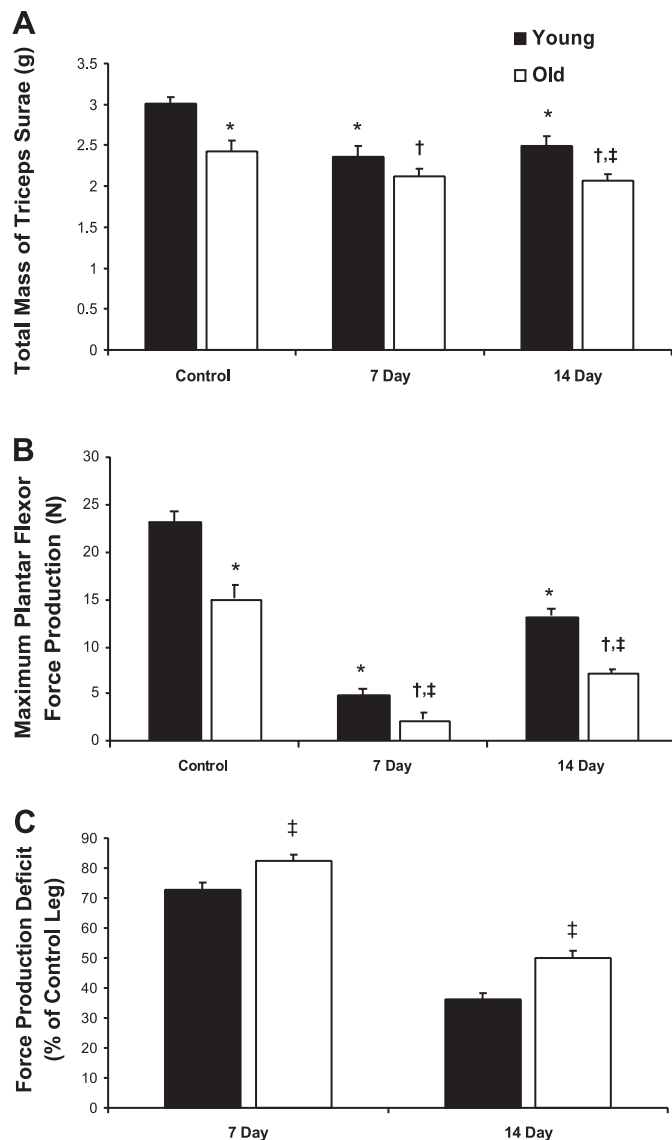 A
Young
Old
Total Mass of Triceps Surae (g)
3.5
3
2.5
2
1.5
1
0.5
0
*
*
†
*
†,‡
Control
7 Day
14 Day
B
Maximum Plantar Flexor
Force Production (N)
30
25
20
15
10
5
0
*
*
†,‡
*
†,‡
Control
7 Day
14 Day
C
Force Production Deficit
(% of Control Leg)
90
80
70
60
50
40
30
20
10
0
‡
‡
7 Day
14 Day